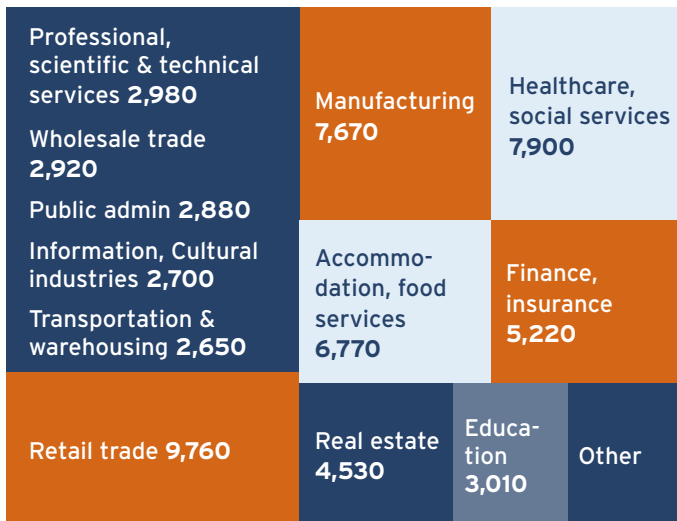 Professional,
scientific & technical
services 2,980
Wholesale trade
2,920
Public admin 2,880
Information, Cultural
industries 2,700
Transportation &
warehousing 2,650
Retail trade 9,760
Manufacturing
7,670
Healthcare,
social services
7,900
Accommo-
dation, food
services
6,770
Finance,
insurance
5,220
Real estate
4,530
Educa-
tion
3,010
Other